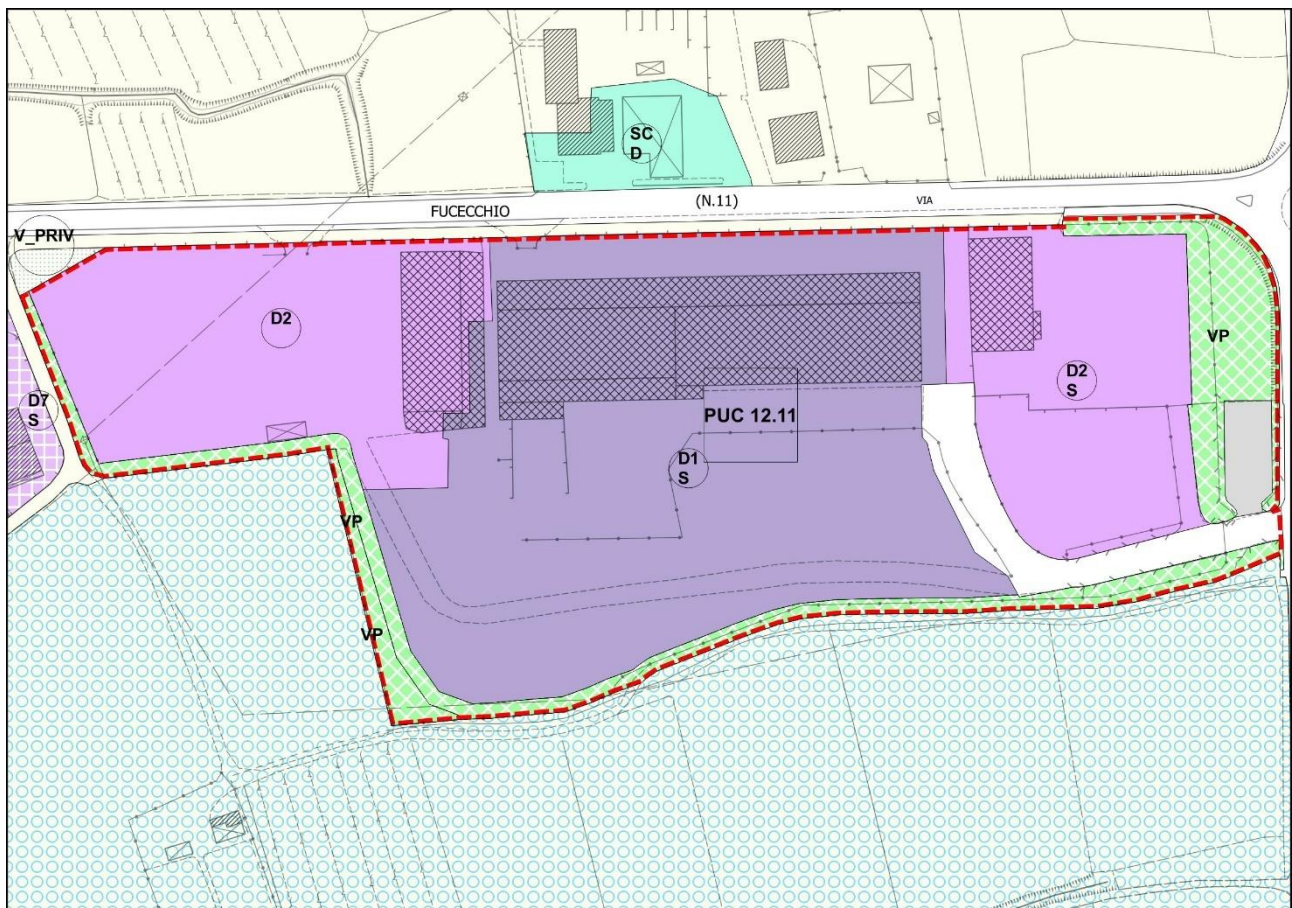 SC
D
(N.11)
VIA
FUCECCHIO
V_PRIV
D2
VP
D2
S
D7
S
PUC 12.11
D1
S
VP
VP